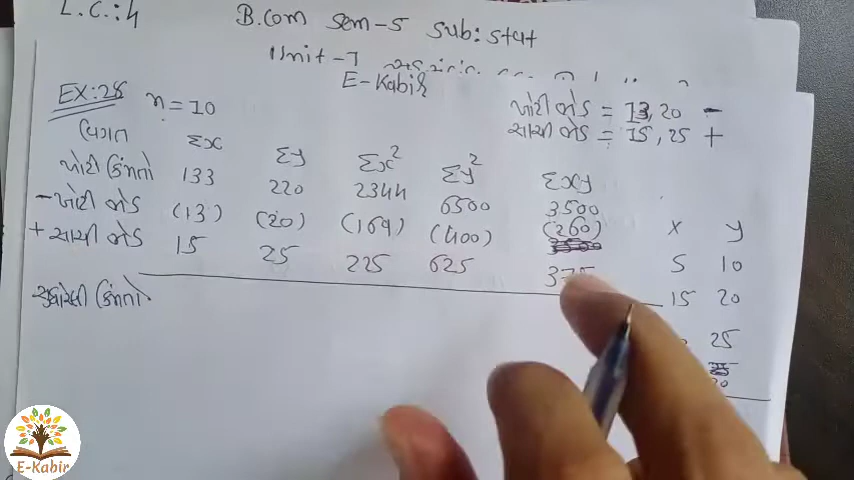 L.C.:4
B.com sem-5 sub: stat
Unit-1
E-Kabir
EX:28 n=10
ખોટી જોડ = 13, 20 -
સાચી જોડ = 15, 25 +
વિગત Σx Σy Σx² Σy² Σxy
ખોટી કિંમતો 133 220 2344 6500 3500
- ખોટી જોડ (13) (20) (169) (400) (260)
+ સાચી જોડ 15 25 225 625 375
સુધારેલી કિંમતો
x y
5 10
15 20
25
20
E-Kabir